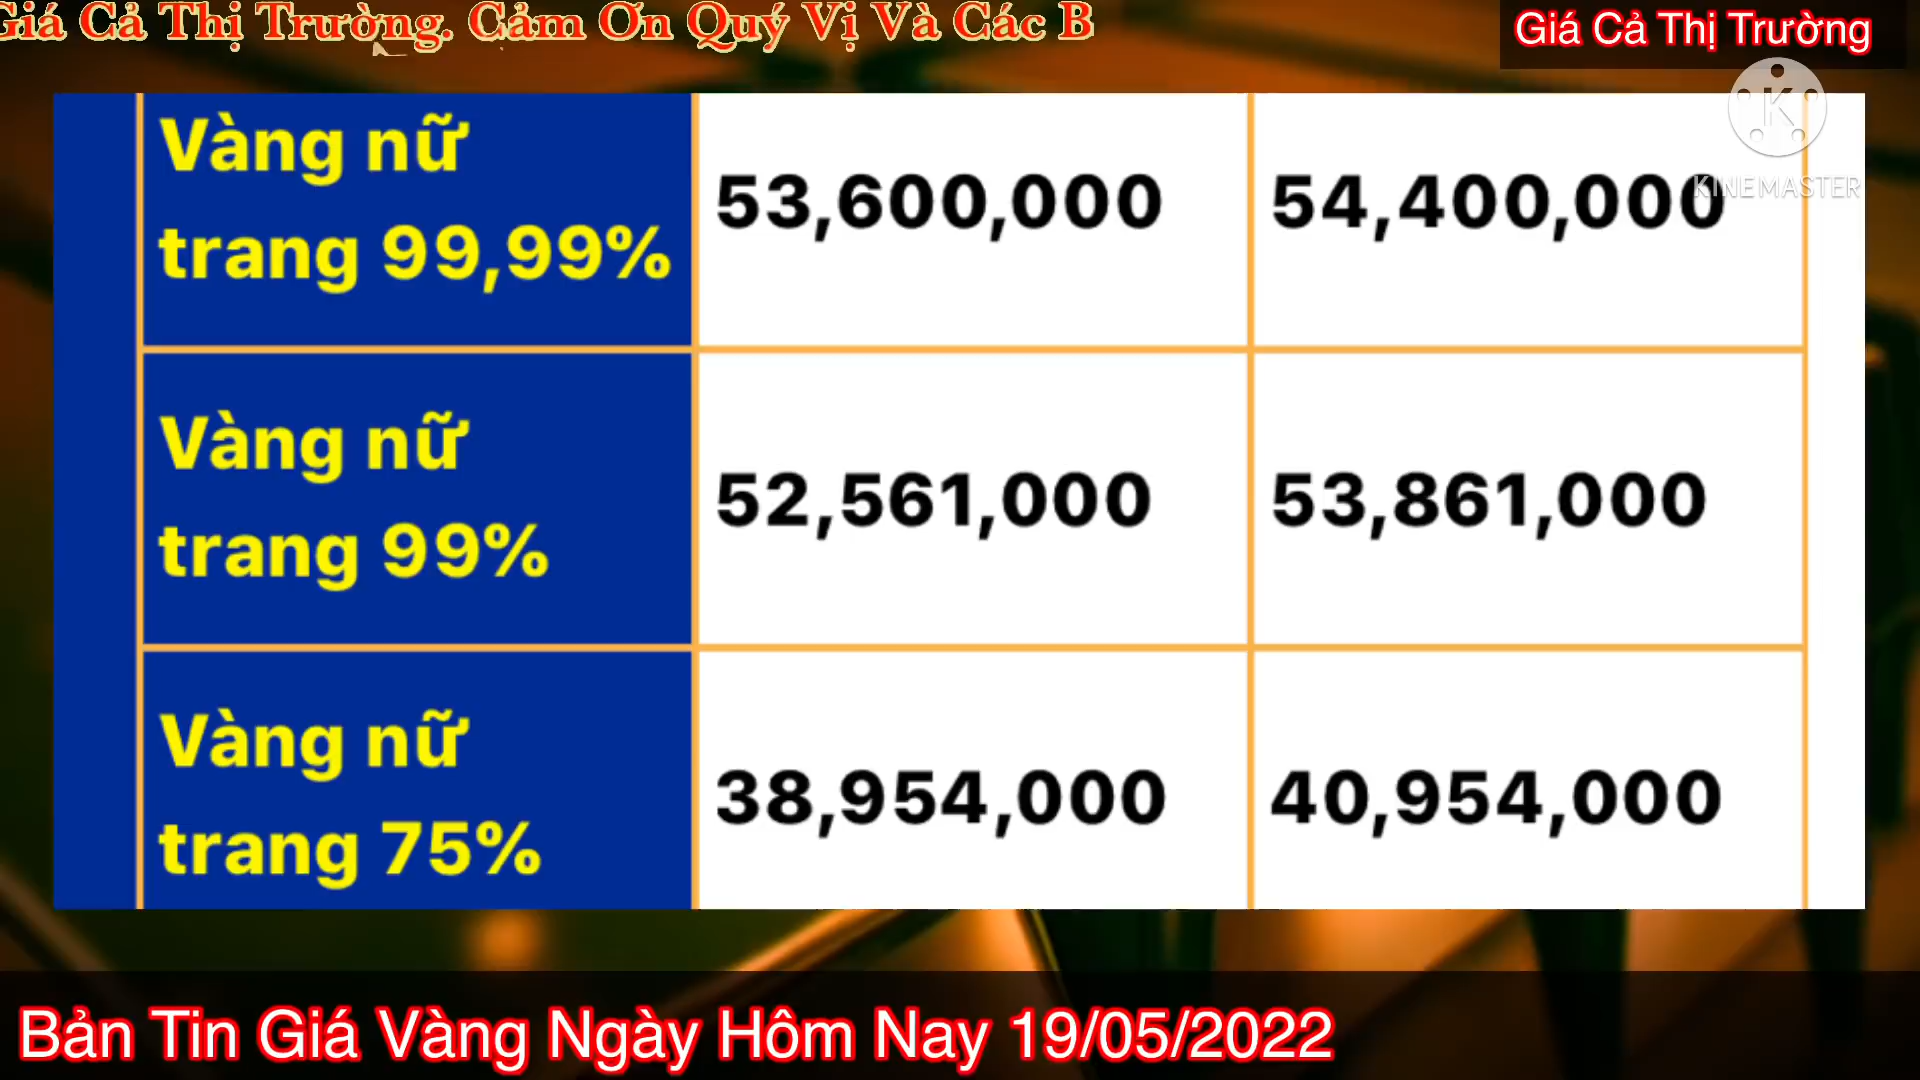 Giá Cả Thị Trường. Cảm Ơn Quý Vị Và Các B
Giá Cả Thị Trường
KINEMASTER
Vàng nữ
trang 99,99%
53,600,000
54,400,000
Vàng nữ
trang 99%
52,561,000
53,861,000
Vàng nữ
trang 75%
38,954,000
40,954,000
Bản Tin Giá Vàng Ngày Hôm Nay 19/05/2022